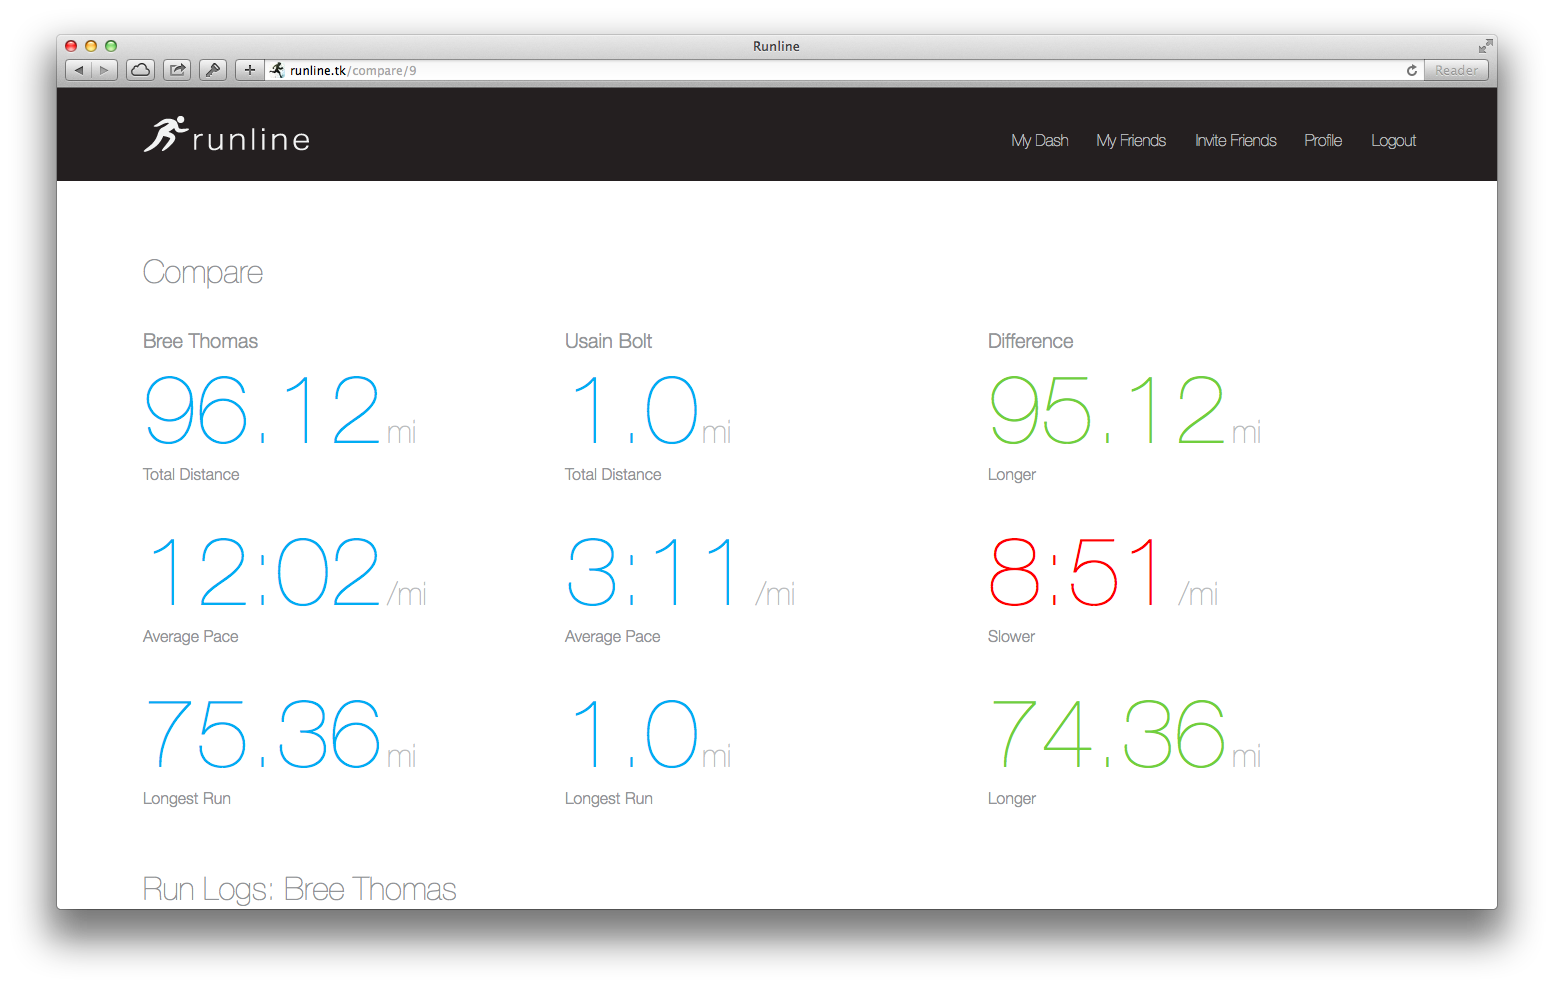 Runline
runline.tk/compare/9
Reader
runline
My Dash My Friends Invite Friends Profile Logout
Compare
Bree Thomas Usain Bolt Difference
96.12mi 1.0mi 95.12mi
Total Distance Total Distance Longer
12:02/mi 3:11 /mi 8:51 /mi
Average Pace Average Pace Slower
75.36mi 1.0mi 74.36mi
Longest Run Longest Run Longer
Run Logs: Bree Thomas